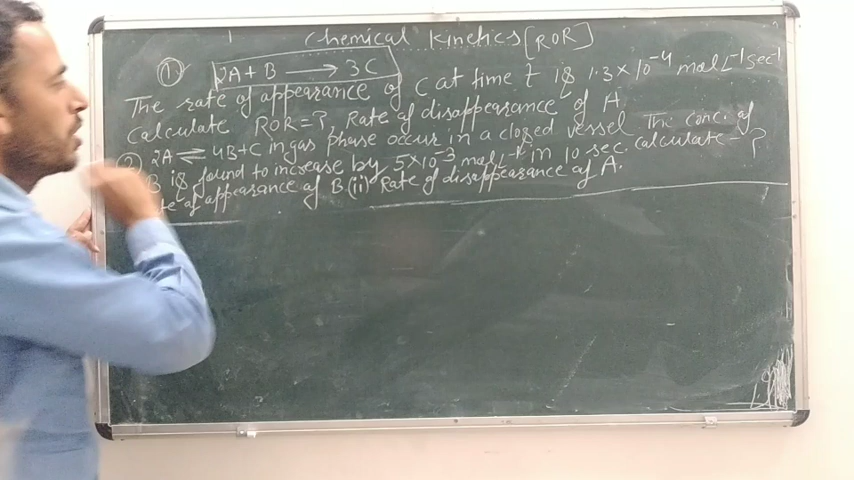 Chemical Kinetics [ROR]
① 2A + B ⟶ 3C
The rate of appearance of C at time t is 1.3 × 10⁻⁴ mol L⁻¹ sec⁻¹
Calculate ROR = ?, Rate of disappearance of A.
② 2A ⇌ 4B + C in gas phase occur in a closed vessel. The conc. of
B is found to increase by 5 × 10⁻³ mol L⁻¹ in 10 sec. calculate - ?
of appearance of B (ii) Rate of disappearance of A.